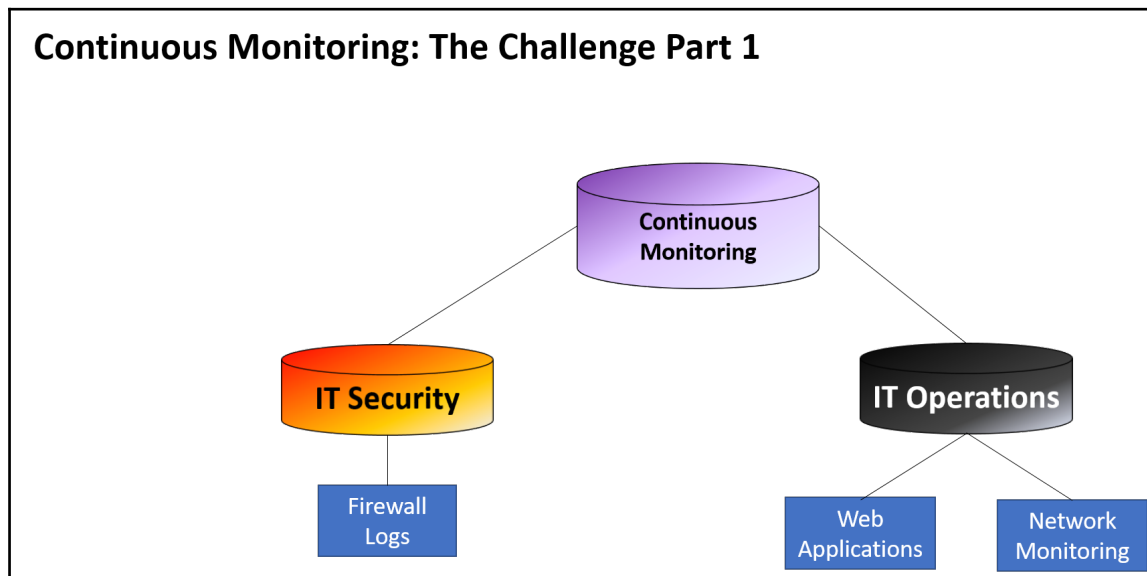 Continuous Monitoring: The Challenge Part 1
Continuous
Monitoring
IT Security
IT Operations
Firewall
Logs
Web
Applications
Network
Monitoring